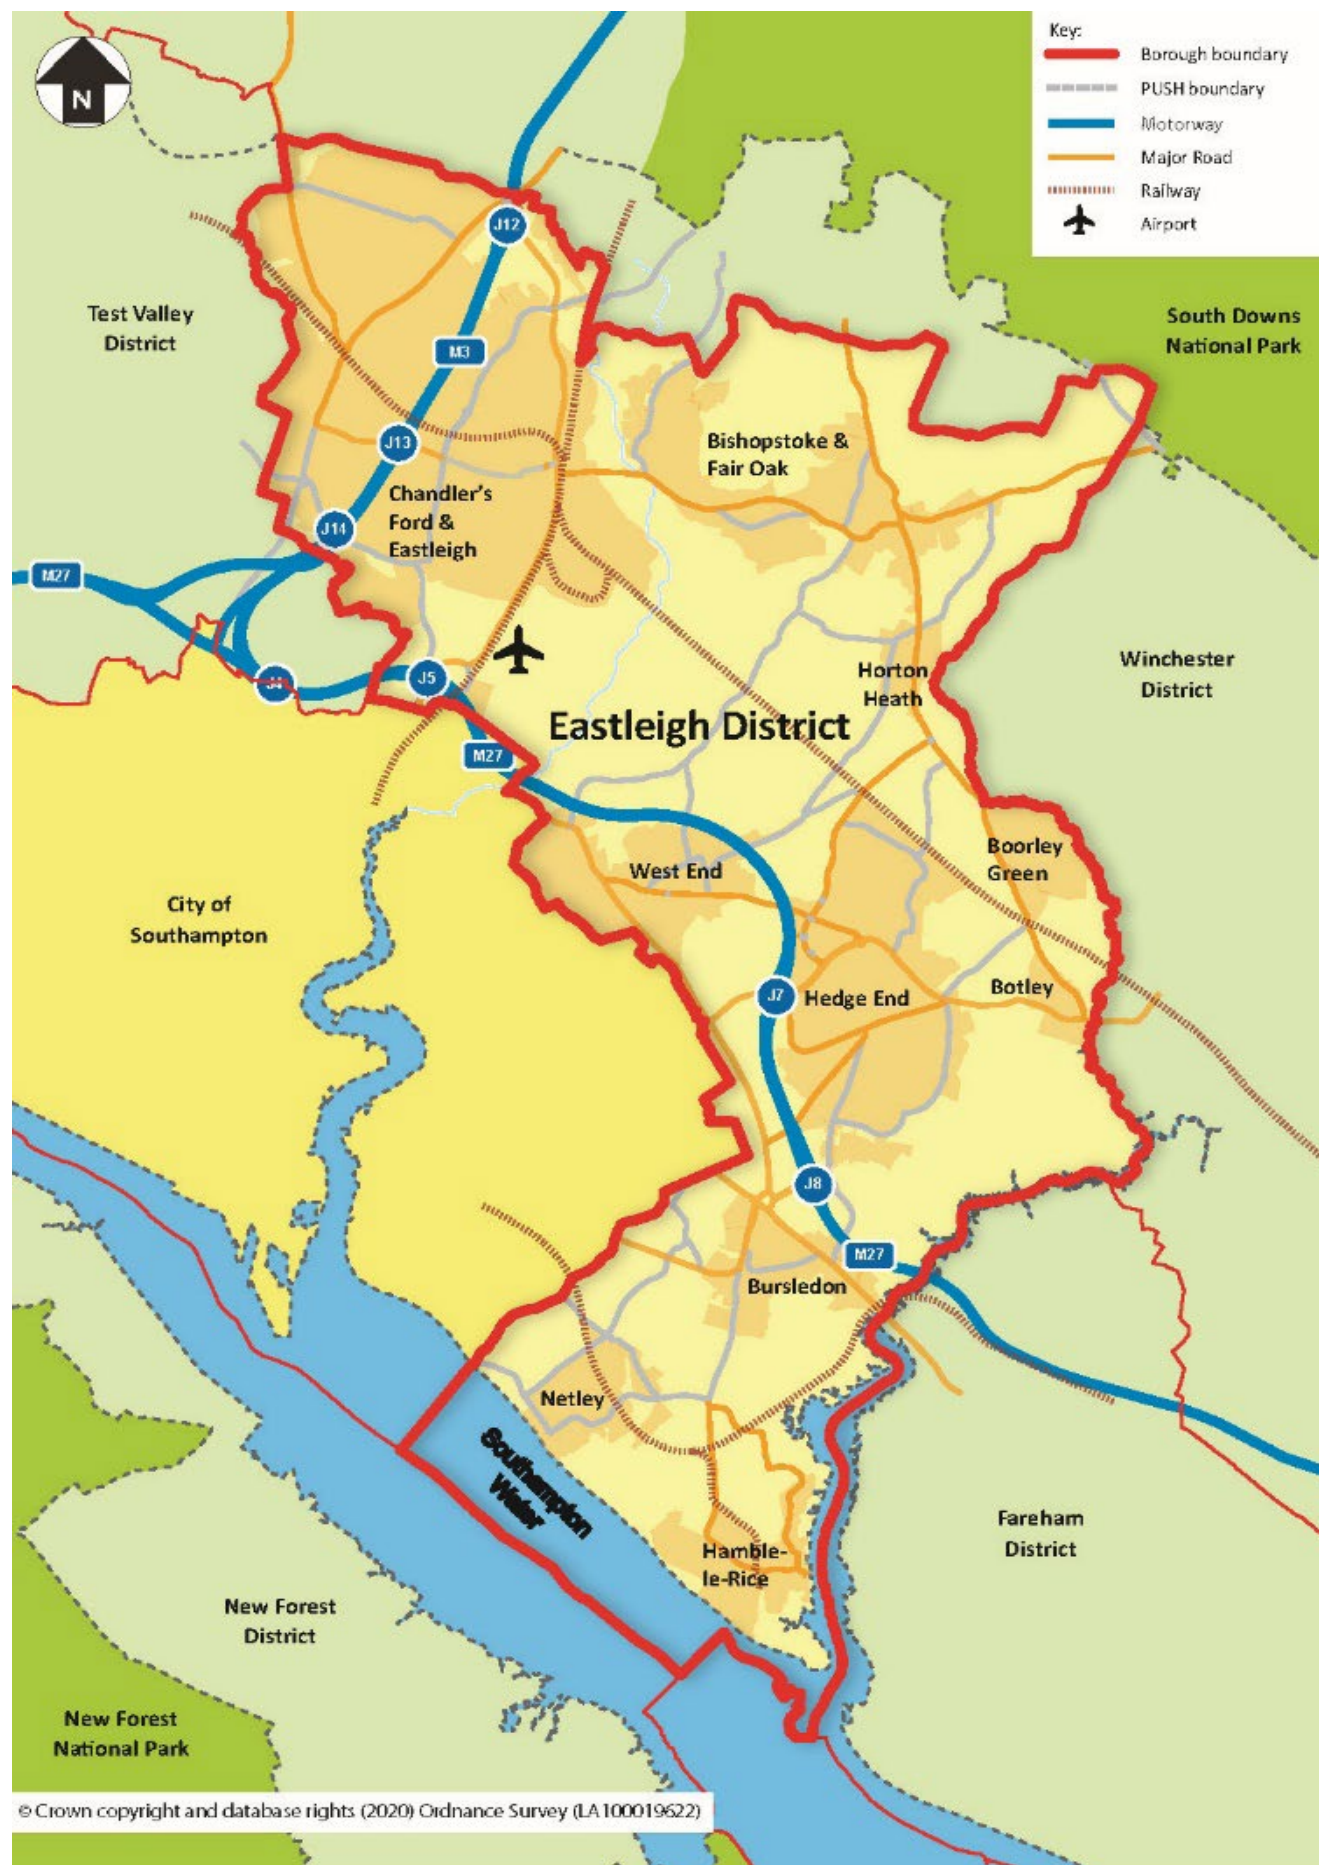 Key:
Borough boundary
PUSH boundary
Motorway
Major Road
Railway
Airport
N
J12
Test Valley
District
South Downs
National Park
M3
J13
Bishopstoke &
Fair Oak
Chandler's
Ford &
Eastleigh
J14
M27
J4
J5
Horton
Heath
Winchester
District
Eastleigh District
M27
West End
Boorley
Green
City of
Southampton
J7
Hedge End
Botley
J8
M27
Bursledon
Netley
Southampton
Water
Hamble-
le-Rice
Fareham
District
New Forest
District
New Forest
National Park
© Crown copyright and database rights (2020) Ordnance Survey (LA100019622)